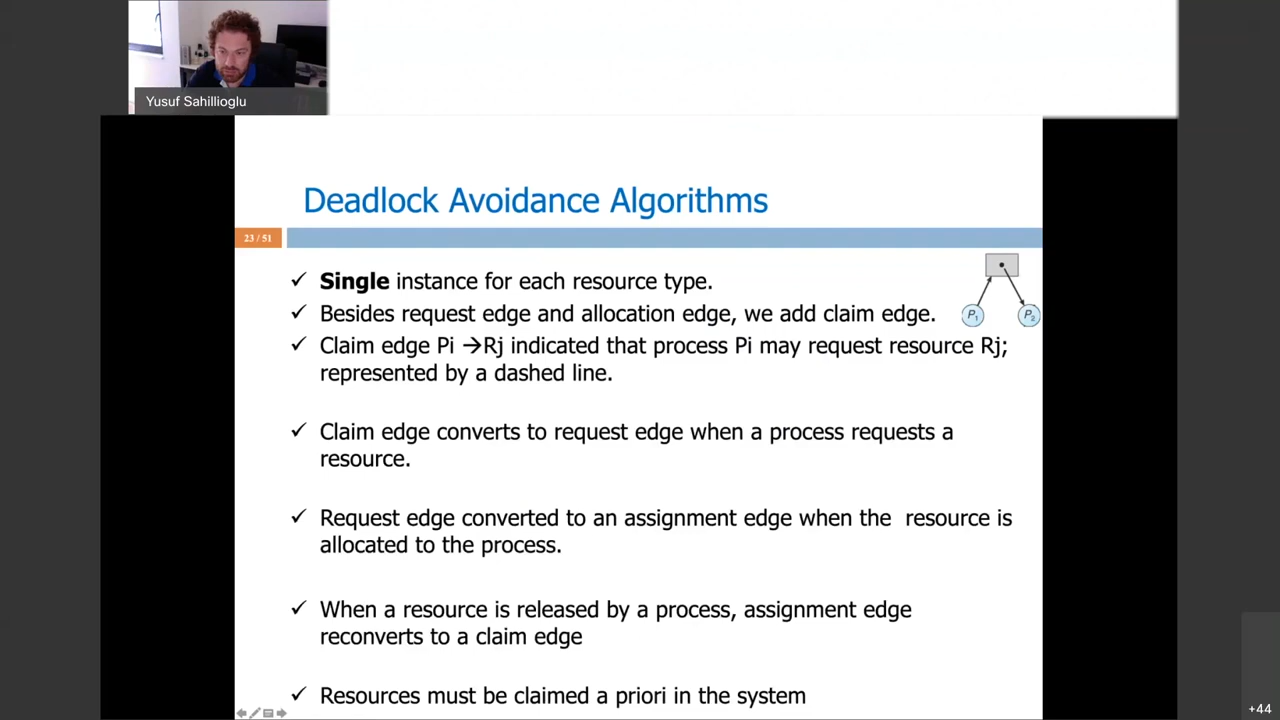 Yusuf Sahillioglu
Deadlock Avoidance Algorithms
23 / 51
✓ Single instance for each resource type.
✓ Besides request edge and allocation edge, we add claim edge.
P1 P2
✓ Claim edge Pi →Rj indicated that process Pi may request resource Rj;
represented by a dashed line.
✓ Claim edge converts to request edge when a process requests a
resource.
✓ Request edge converted to an assignment edge when the resource is
allocated to the process.
✓ When a resource is released by a process, assignment edge
reconverts to a claim edge
✓ Resources must be claimed a priori in the system
+44